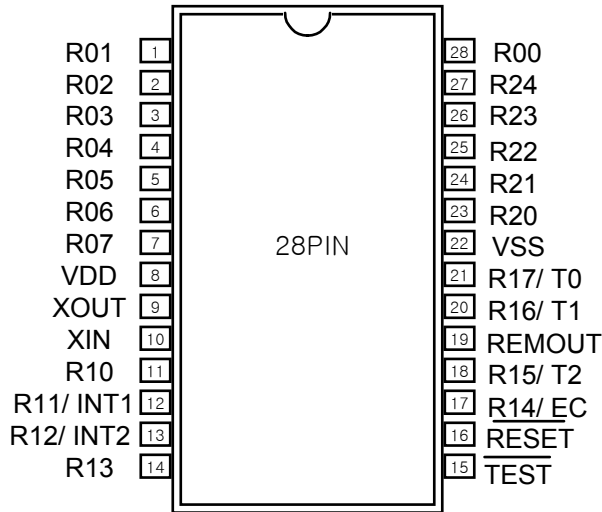 R01 1 28 R00
R02 2 27 R24
R03 3 26 R23
R04 4 25 R22
R05 5 24 R21
R06 6 23 R20
R07 7 28PIN 22 VSS
VDD 8 21 R17/ T0
XOUT 9 20 R16/ T1
XIN 10 19 REMOUT
R10 11 18 R15/ T2
R11/ INT1 12 17 R14/ EC
R12/ INT2 13 16 RESET
R13 14 15 TEST